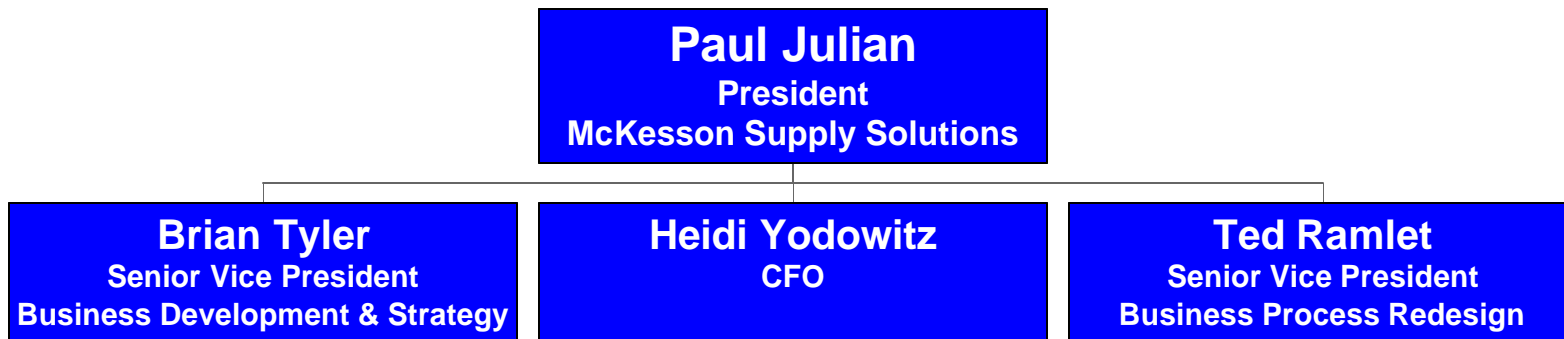 Paul Julian
President
McKesson Supply Solutions
Brian Tyler
Senior Vice President
Business Development & Strategy
Heidi Yodowitz
CFO
Ted Ramlet
Senior Vice President
Business Process Redesign